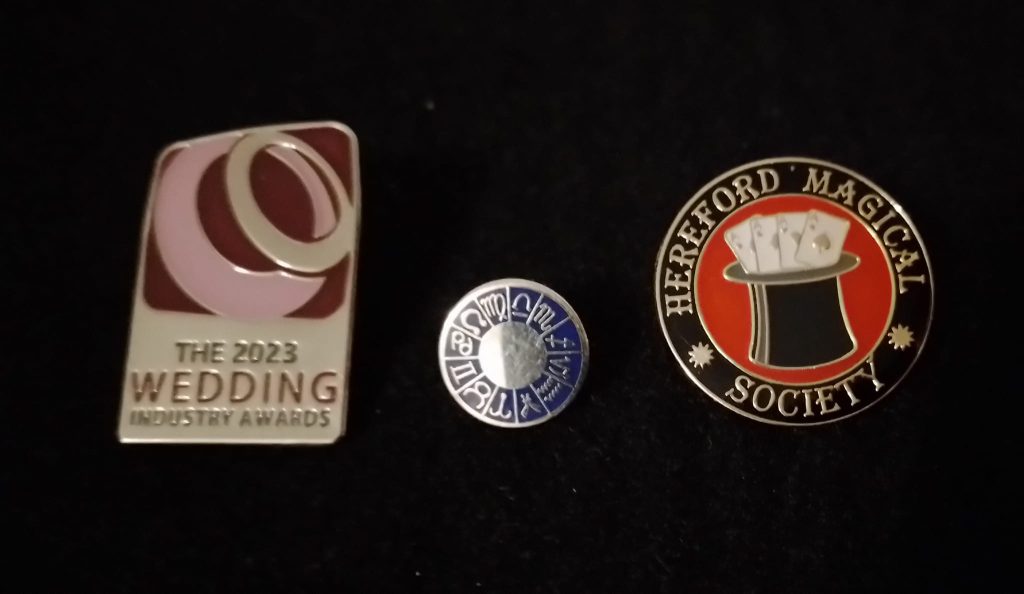 THE 2023
WEDDING
INDUSTRY AWARDS
HEREFORD MAGICAL
SOCIETY